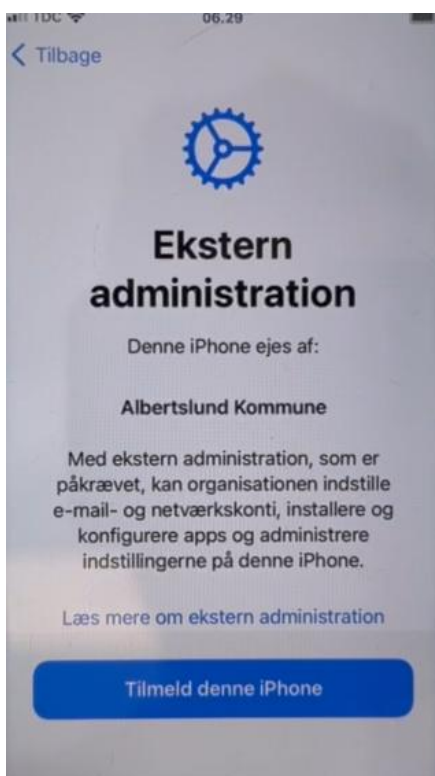 TDC 06.29
Tilbage
Ekstern
administration
Denne iPhone ejes af:
Albertslund Kommune
Med ekstern administration, som er
påkrævet, kan organisationen indstille
e-mail- og netværkskonti, installere og
konfigurere apps og administrere
indstillingerne på denne iPhone.
Læs mere om ekstern administration
Tilmeld denne iPhone